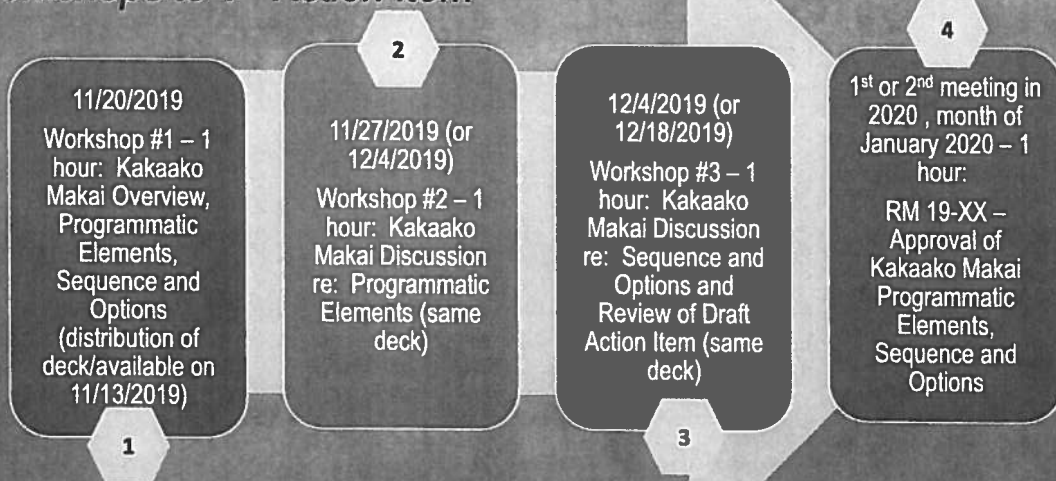 1
11/20/2019
Workshop #1 – 1
hour: Kakaako
Makai Overview,
Programmatic
Elements,
Sequence and
Options
(distribution of
deck/available on
11/13/2019)
2
11/27/2019 (or
12/4/2019)
Workshop #2 – 1
hour: Kakaako
Makai Discussion
re: Programmatic
Elements (same
deck)
3
12/4/2019 (or
12/18/2019)
Workshop #3 – 1
hour: Kakaako
Makai Discussion
re: Sequence and
Options and
Review of Draft
Action Item (same
deck)
4
1st or 2nd meeting in
2020 , month of
January 2020 – 1
hour:
RM 19-XX –
Approval of
Kakaako Makai
Programmatic
Elements,
Sequence and
Options